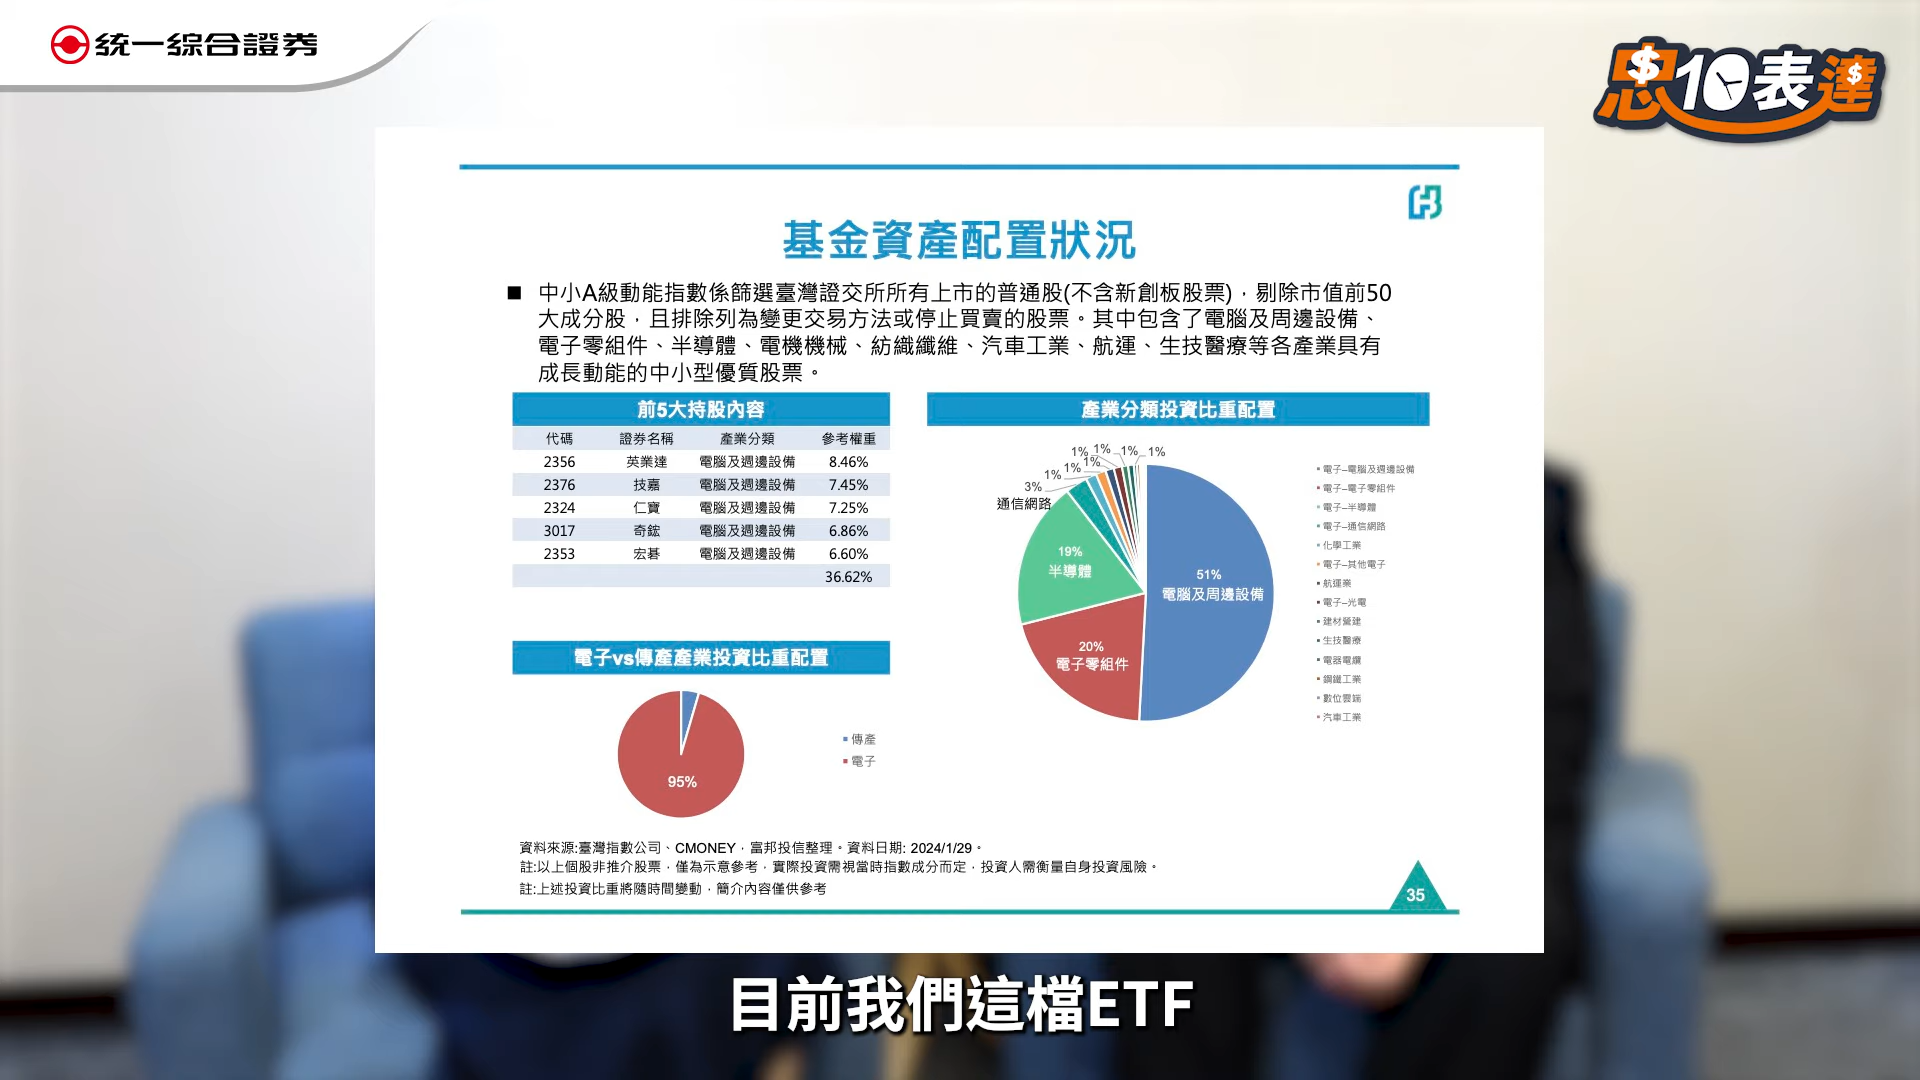 統一綜合證券
忠10表達
基金資產配置狀況
■ 中小A級動能指數係篩選臺灣證交所所有上市的普通股(不含新創板股票)，剔除市值前50
大成分股，且排除列為變更交易方法或停止買賣的股票。其中包含了電腦及周邊設備、
電子零組件、半導體、電機機械、紡織纖維、汽車工業、航運、生技醫療等各產業具有
成長動能的中小型優質股票。
前5大持股內容
代碼 證券名稱 產業分類 參考權重
2356 英業達 電腦及週邊設備 8.46%
2376 技嘉 電腦及週邊設備 7.45%
2324 仁寶 電腦及週邊設備 7.25%
3017 奇鋐 電腦及週邊設備 6.86%
2353 宏碁 電腦及週邊設備 6.60%
36.62%
電子vs傳產產業投資比重配置
95%
傳產
電子
產業分類投資比重配置
1% 1% 1% 1%
1% 1% 1%
3%
通信網路
19%
半導體
20%
電子零組件
51%
電腦及周邊設備
電子–電腦及週邊設備
電子–電子零組件
電子–半導體
電子–通信網路
化學工業
電子–其他電子
航運業
電子–光電
建材營建
生技醫療
電器電纜
鋼鐵工業
數位雲端
汽車工業
資料來源:臺灣指數公司、CMONEY，富邦投信整理。資料日期: 2024/1/29。
註:以上個股非推介股票，僅為示意參考，實際投資需視當時指數成分而定，投資人需衡量自身投資風險。
註:上述投資比重將隨時間變動，簡介內容僅供參考
35
目前我們這檔ETF